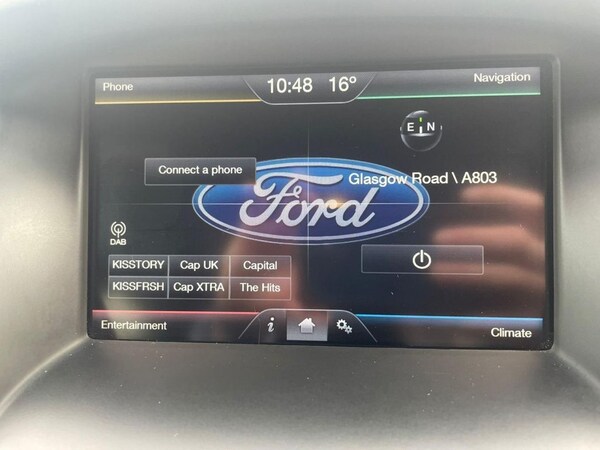 Phone
10:48 16°
Navigation
E N
Connect a phone
Glasgow Road \ A803
Ford
DAB
KISSTORY Cap UK Capital
KISSFRSH Cap XTRA The Hits
Entertainment
i
Climate